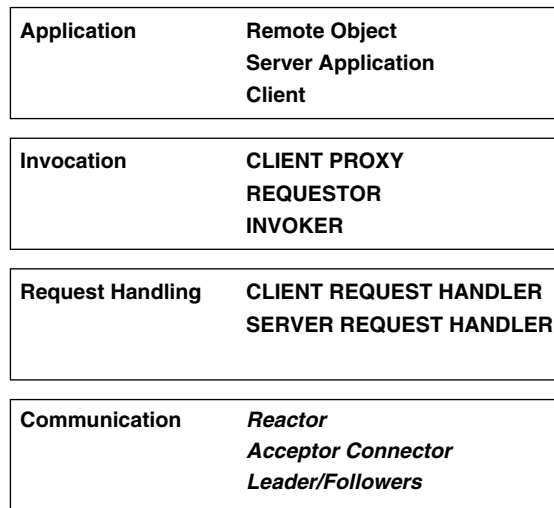 Application Remote Object
Server Application
Client
Invocation CLIENT PROXY
REQUESTOR
INVOKER
Request Handling CLIENT REQUEST HANDLER
SERVER REQUEST HANDLER
Communication Reactor
Acceptor Connector
Leader/Followers